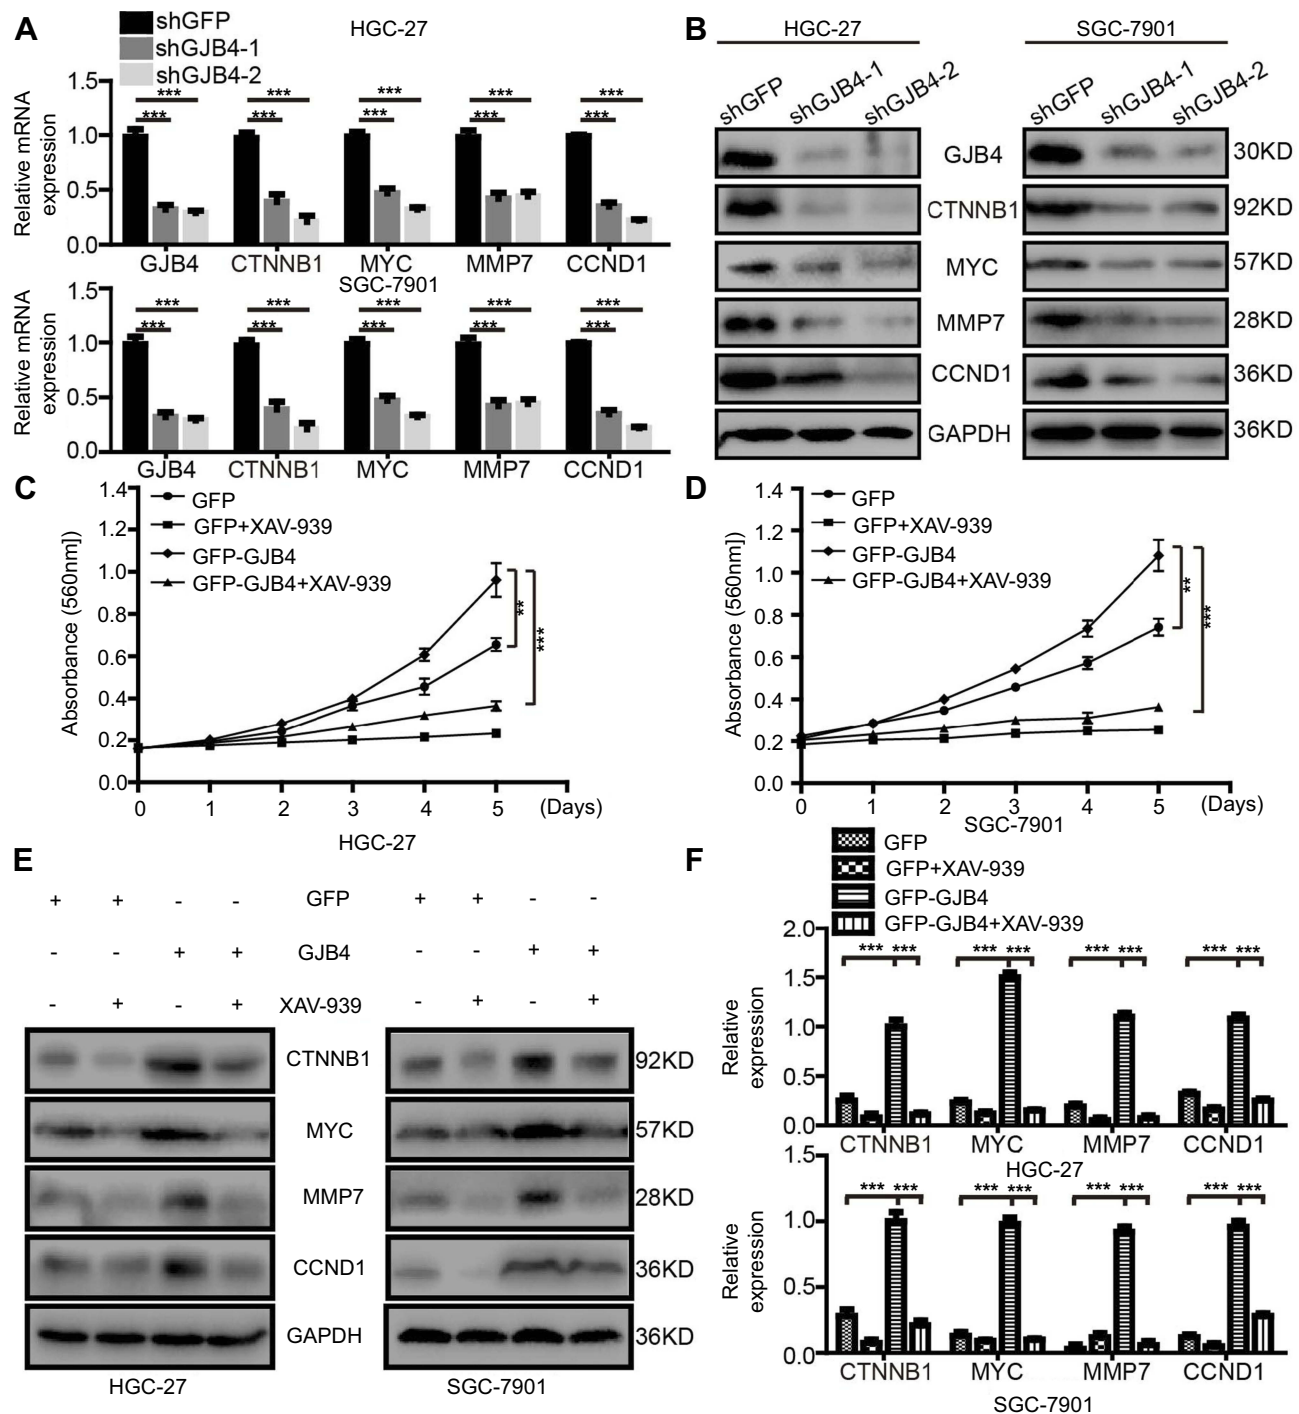 A
shGFP
shGJB4-1
shGJB4-2
HGC-27
Relative mRNA
expression
1.5
1.0
0.5
0.0
*** *** *** *** ***
*** *** *** *** ***
GJB4 CTNNB1 MYC MMP7 CCND1
SGC-7901
Relative mRNA
expression
1.5
1.0
0.5
0.0
*** *** *** *** ***
*** *** *** *** ***
GJB4 CTNNB1 MYC MMP7 CCND1
B
HGC-27 SGC-7901
shGFP shGJB4-1 shGJB4-2 shGFP shGJB4-1 shGJB4-2
GJB4 30KD
CTNNB1 92KD
MYC 57KD
MMP7 28KD
CCND1 36KD
GAPDH 36KD
C
GFP
GFP+XAV-939
GFP-GJB4
GFP-GJB4+XAV-939
Absorbance (560nm])
1.4
1.2
1.0
0.8
0.6
0.4
0.2
0.0
**
***
0 1 2 3 4 5 (Days)
HGC-27
D
GFP
GFP+XAV-939
GFP-GJB4
GFP-GJB4+XAV-939
Absorbance (560nm])
1.4
1.2
1.0
0.8
0.6
0.4
0.2
0.0
**
***
0 1 2 3 4 5 (Days)
SGC-7901
E
+ + - - GFP + + - -
- - + + GJB4 - - + +
- + - + XAV-939 - + - +
CTNNB1 92KD
MYC 57KD
MMP7 28KD
CCND1 36KD
GAPDH 36KD
HGC-27 SGC-7901
F
GFP
GFP+XAV-939
GFP-GJB4
GFP-GJB4+XAV-939
Relative
expression
2.0
1.5
1.0
0.5
0.0
*** *** *** *** *** *** *** ***
CTNNB1 MYC MMP7 CCND1
HGC-27
Relative
expression
1.5
1.0
0.5
0.0
*** *** *** *** *** *** *** ***
CTNNB1 MYC MMP7 CCND1
SGC-7901